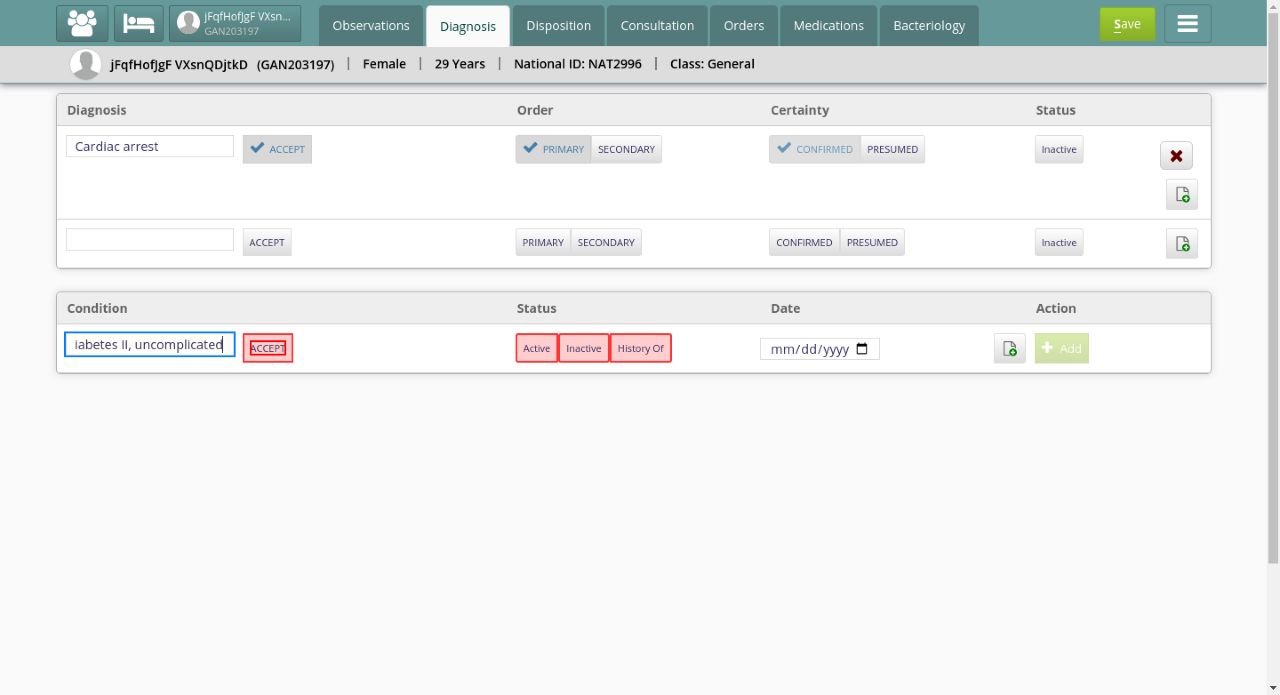 jFqfHofJgF VXsn...
GAN203197
Observations
Diagnosis
Disposition
Consultation
Orders
Medications
Bacteriology
Save
jFqfHofJgF VXsnQDjtkD (GAN203197) | Female | 29 Years | National ID: NAT2996 | Class: General
Diagnosis Order Certainty Status
Cardiac arrest ACCEPT PRIMARY SECONDARY CONFIRMED PRESUMED Inactive
ACCEPT PRIMARY SECONDARY CONFIRMED PRESUMED Inactive
Condition Status Date Action
iabetes II, uncomplicated ACCEPT Active Inactive History Of mm/dd/yyyy Add